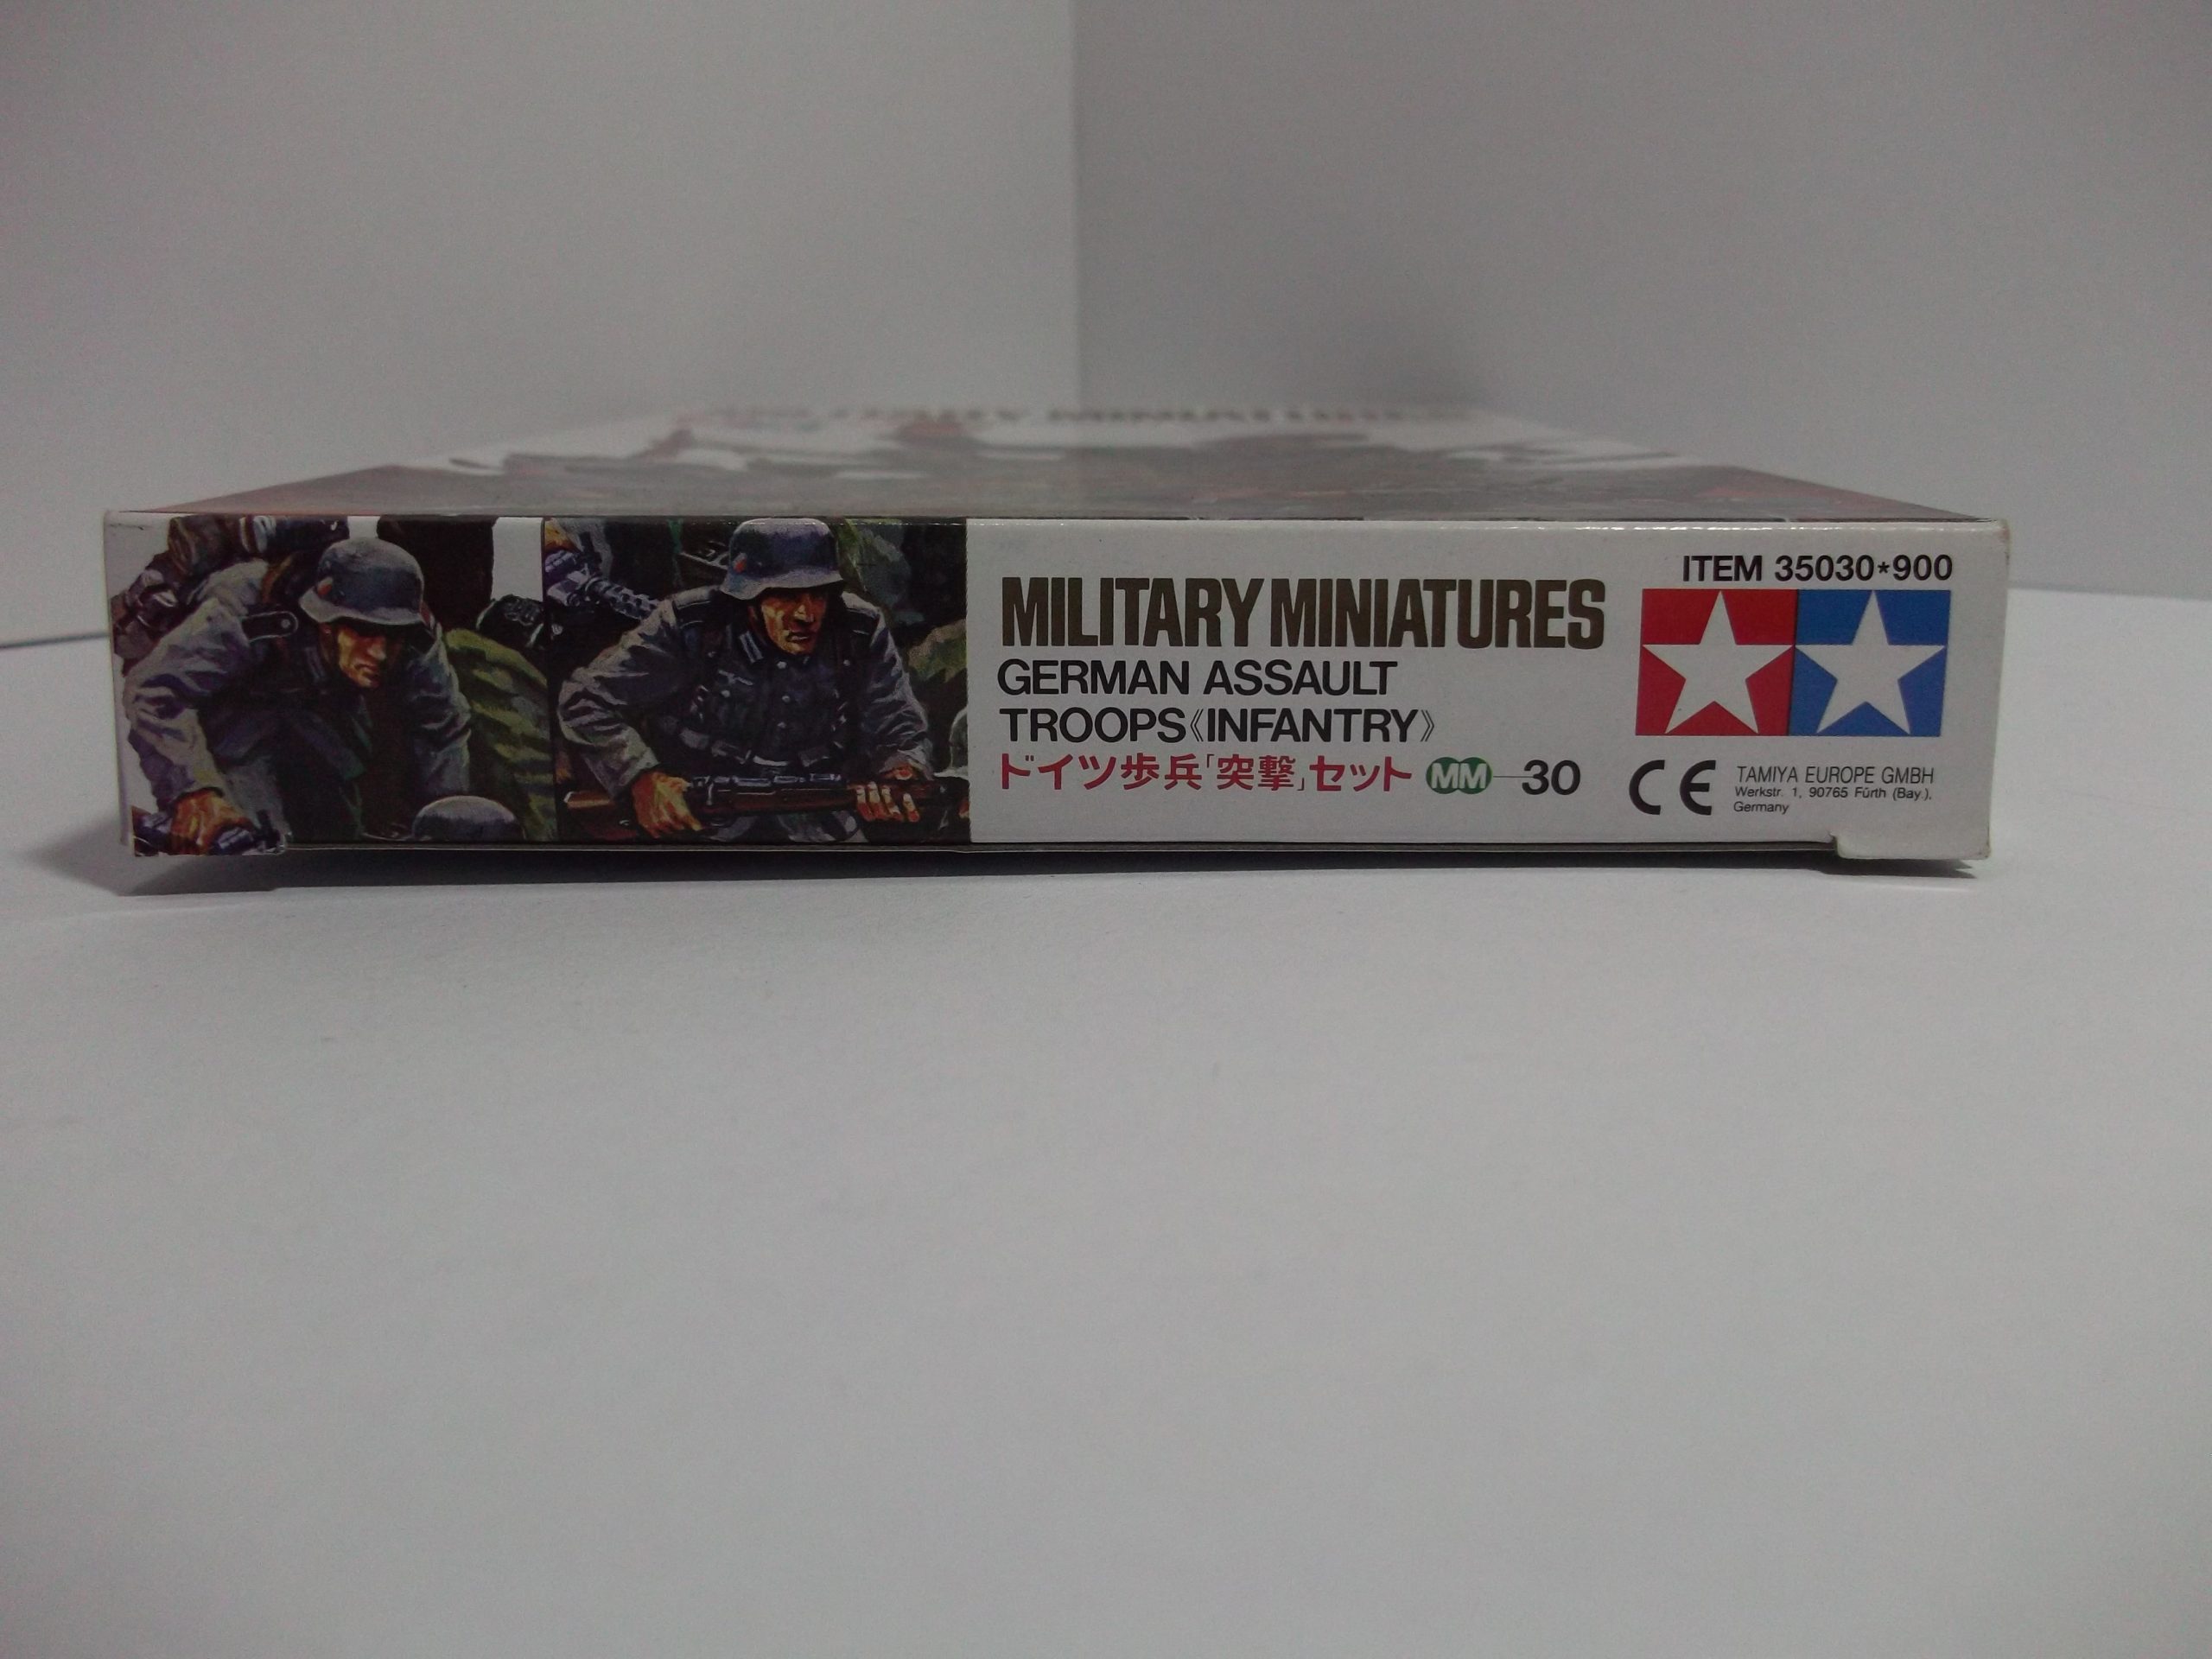 MILITARY MINIATURES
GERMAN ASSAULT
TROOPS《INFANTRY》
ドイツ歩兵「突撃」セット MM-30
ITEM 35030*900
CE
TAMIYA EUROPE GMBH
Werkstr. 1, 90765 Fürth (Bay.),
Germany